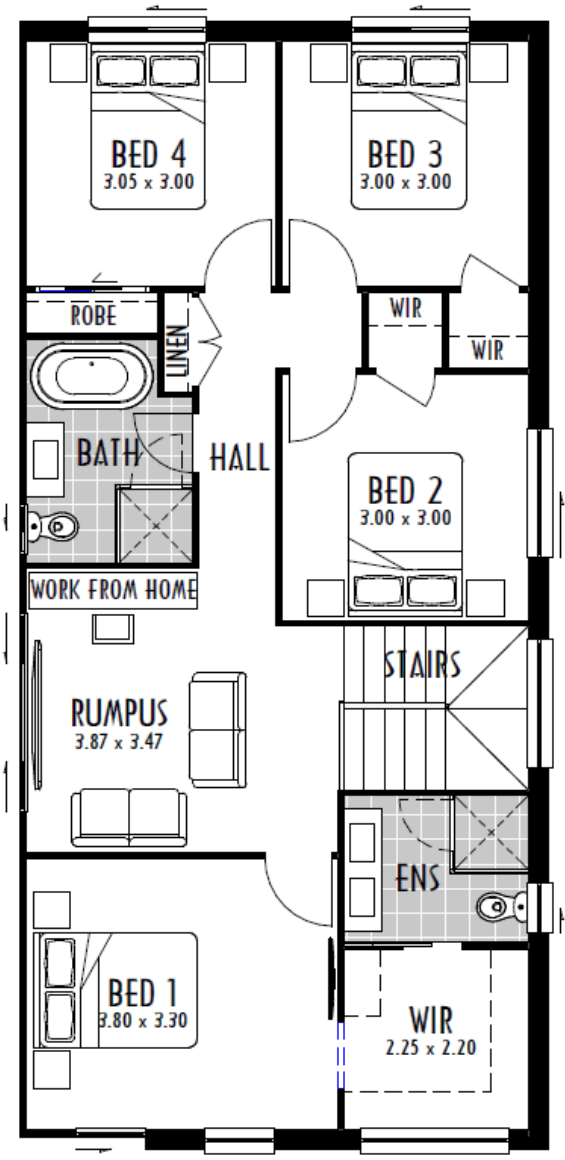 BED 4
3.05 x 3.00
BED 3
3.00 x 3.00
ROBE
LINEN
WIR
WIR
BATH
HALL
BED 2
3.00 x 3.00
WORK FROM HOME
STAIRS
RUMPUS
3.87 x 3.47
ENS
BED 1
3.80 x 3.30
WIR
2.25 x 2.20